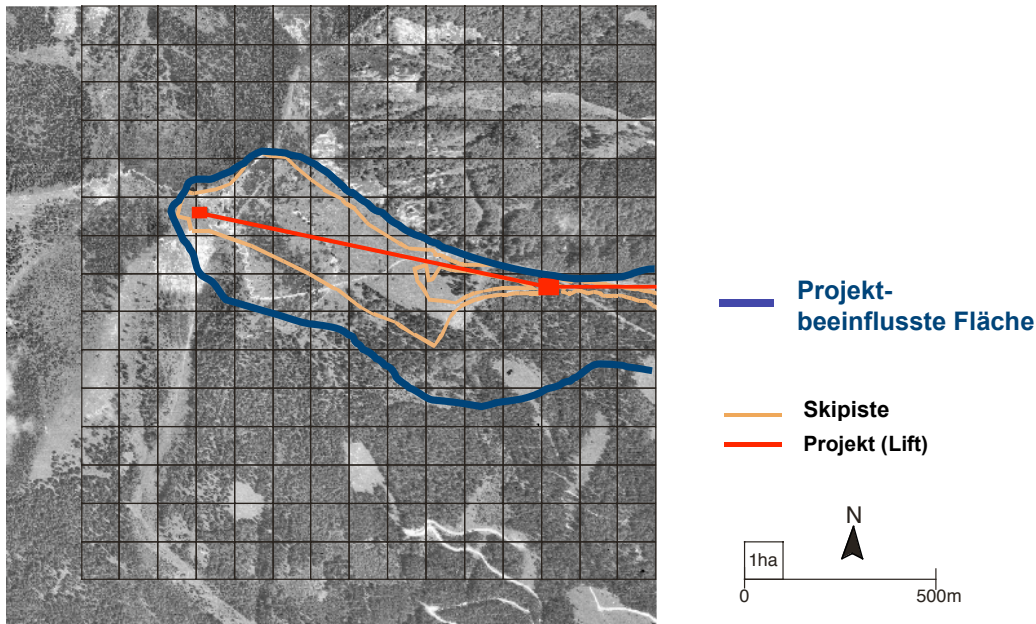 Projekt-
beeinflusste Fläche
Skipiste
Projekt (Lift)
N
1ha
0 500m